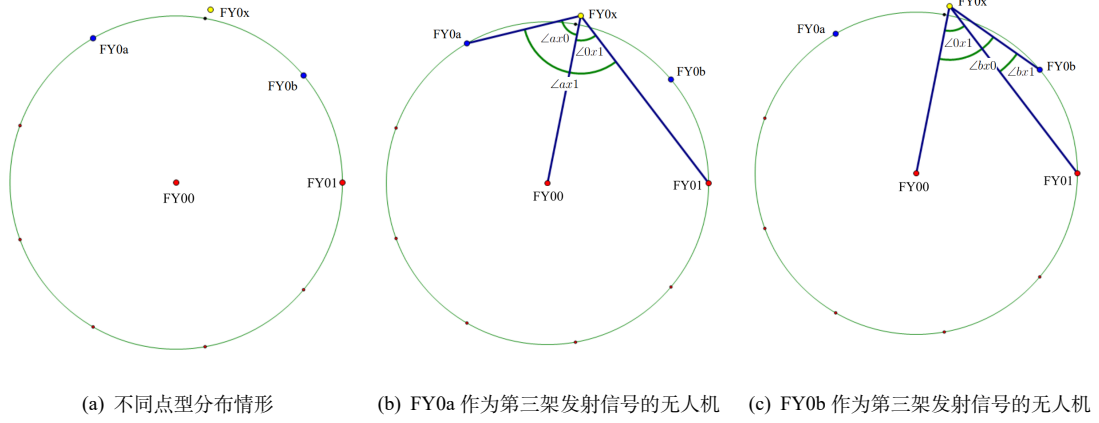 FY0x
FY0a
FY0b
FY01
FY00
FY0x
FY0a
∠ax0
∠0x1
∠ax1
FY0b
FY01
FY00
FY0x
FY0a
∠0x1
∠bx0
∠bx1
FY0b
FY01
FY00
(a) 不同点型分布情形
(b) FY0a 作为第三架发射信号的无人机
(c) FY0b 作为第三架发射信号的无人机